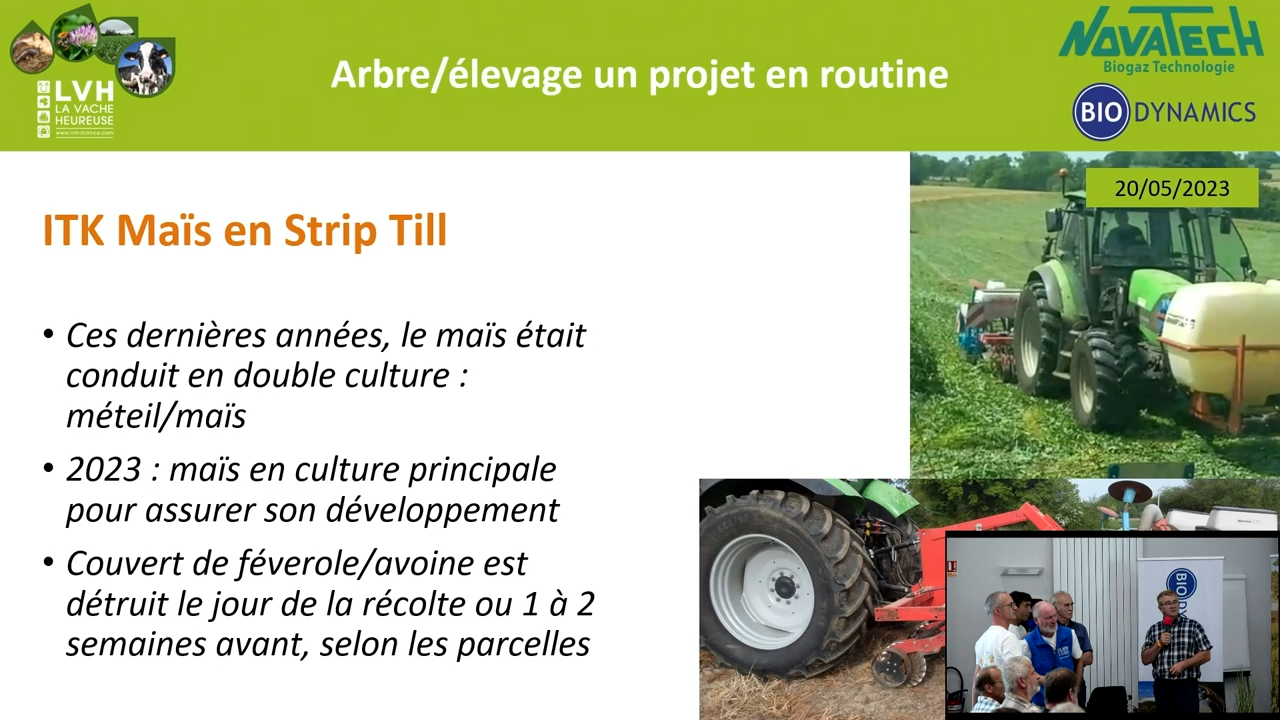 LVH
LA VACHE
HEUREUSE
www.lvh-france.com
Arbre/élevage un projet en routine
NOVATECH
Biogaz Technologie
BIO DYNAMICS
20/05/2023
ITK Maïs en Strip Till
• Ces dernières années, le maïs était
conduit en double culture :
méteil/maïs
• 2023 : maïs en culture principale
pour assurer son développement
• Couvert de féverole/avoine est
détruit le jour de la récolte ou 1 à 2
semaines avant, selon les parcelles
BIO DY